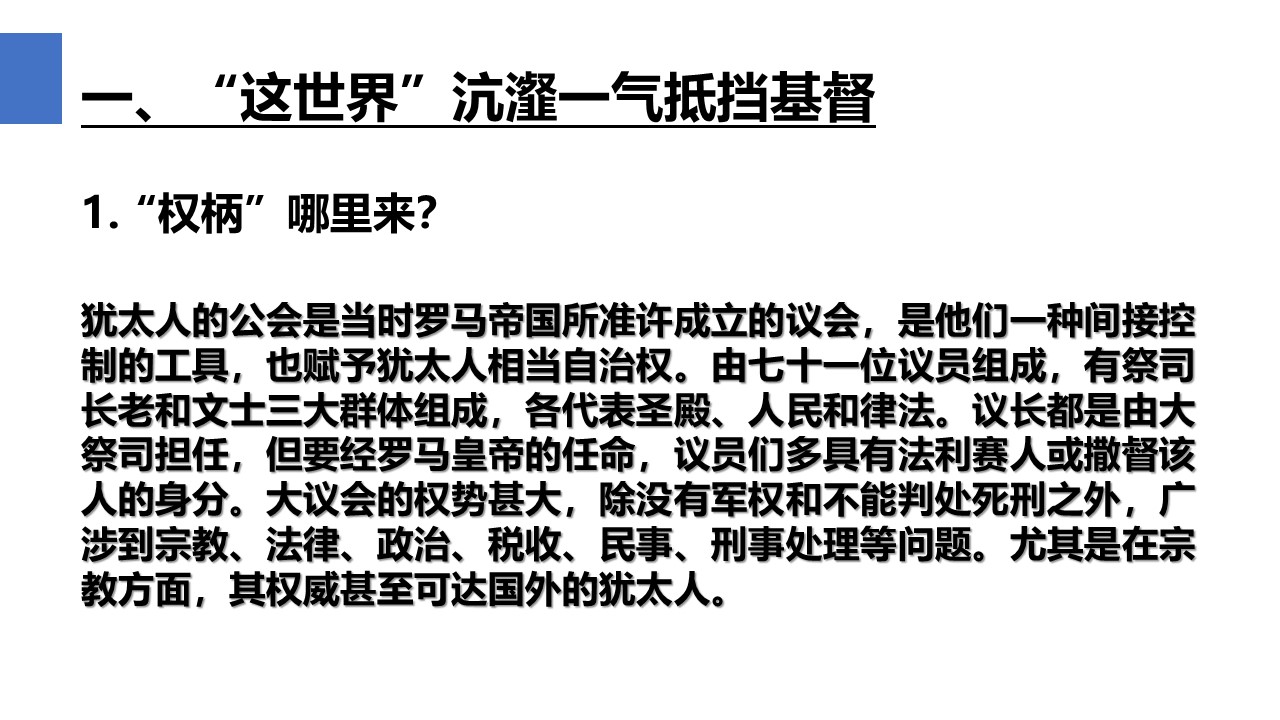 一、“这世界”沆瀣一气抵挡基督
1. “权柄”哪里来？
犹太人的公会是当时罗马帝国所准许成立的议会，是他们一种间接控
制的工具，也赋予犹太人相当自治权。由七十一位议员组成，有祭司
长老和文士三大群体组成，各代表圣殿、人民和律法。议长都是由大
祭司担任，但要经罗马皇帝的任命，议员们多具有法利赛人或撒督该
人的身分。大议会的权势甚大，除没有军权和不能判处死刑之外，广
涉到宗教、法律、政治、税收、民事、刑事处理等问题。尤其是在宗
教方面，其权威甚至可达国外的犹太人。